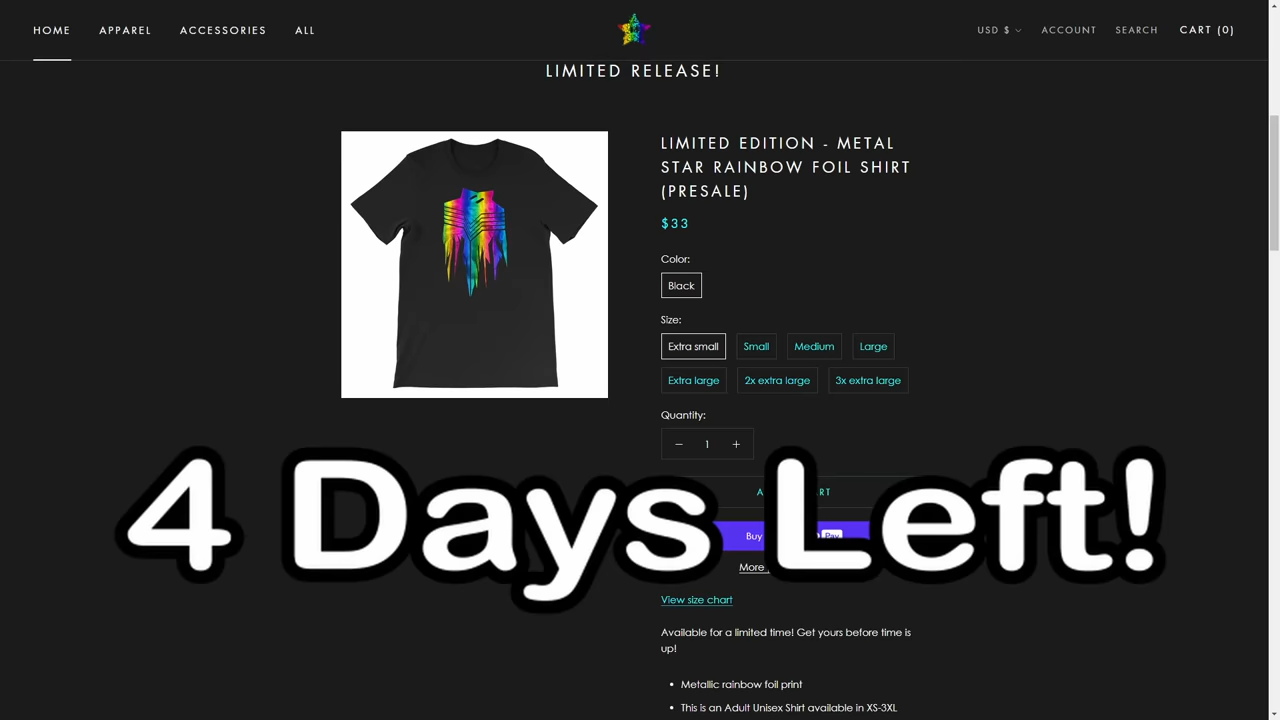 HOME APPAREL ACCESSORIES ALL USD $ ACCOUNT SEARCH CART (0)
LIMITED RELEASE!
LIMITED EDITION - METAL
STAR RAINBOW FOIL SHIRT
(PRESALE)
$33
Color:
Black
Size:
Extra small Small Medium Large
Extra large 2x extra large 3x extra large
Quantity:
1
4 Days Left!
Buy Pay
More
View size chart
Available for a limited time! Get yours before time is
up!
• Metallic rainbow foil print
• This is an Adult Unisex Shirt available in XS-3XL